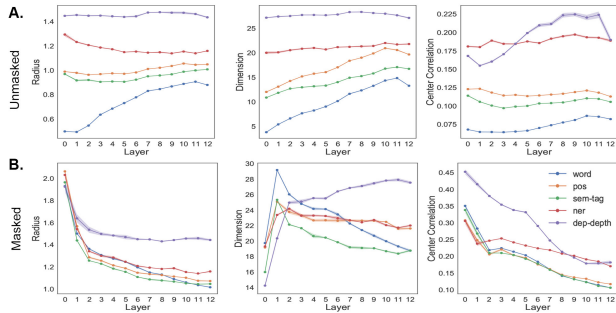 A.
Unmasked
Radius
1.4
1.2
1.0
0.8
0.6
0 1 2 3 4 5 6 7 8 9 10 11 12
Layer
Dimension
25
20
15
10
5
0 1 2 3 4 5 6 7 8 9 10 11 12
Layer
Center Correlation
0.225
0.200
0.175
0.150
0.125
0.100
0.075
0 1 2 3 4 5 6 7 8 9 10 11 12
Layer
B.
Masked
Radius
2.0
1.8
1.6
1.4
1.2
1.0
0 1 2 3 4 5 6 7 8 9 10 11 12
Layer
Dimension
30
28
26
24
22
20
18
16
14
0 1 2 3 4 5 6 7 8 9 10 11 12
Layer
Center Correlation
0.45
0.40
0.35
0.30
0.25
0.20
0.15
0.10
0 1 2 3 4 5 6 7 8 9 10 11 12
Layer
word
pos
sem-tag
ner
dep-depth